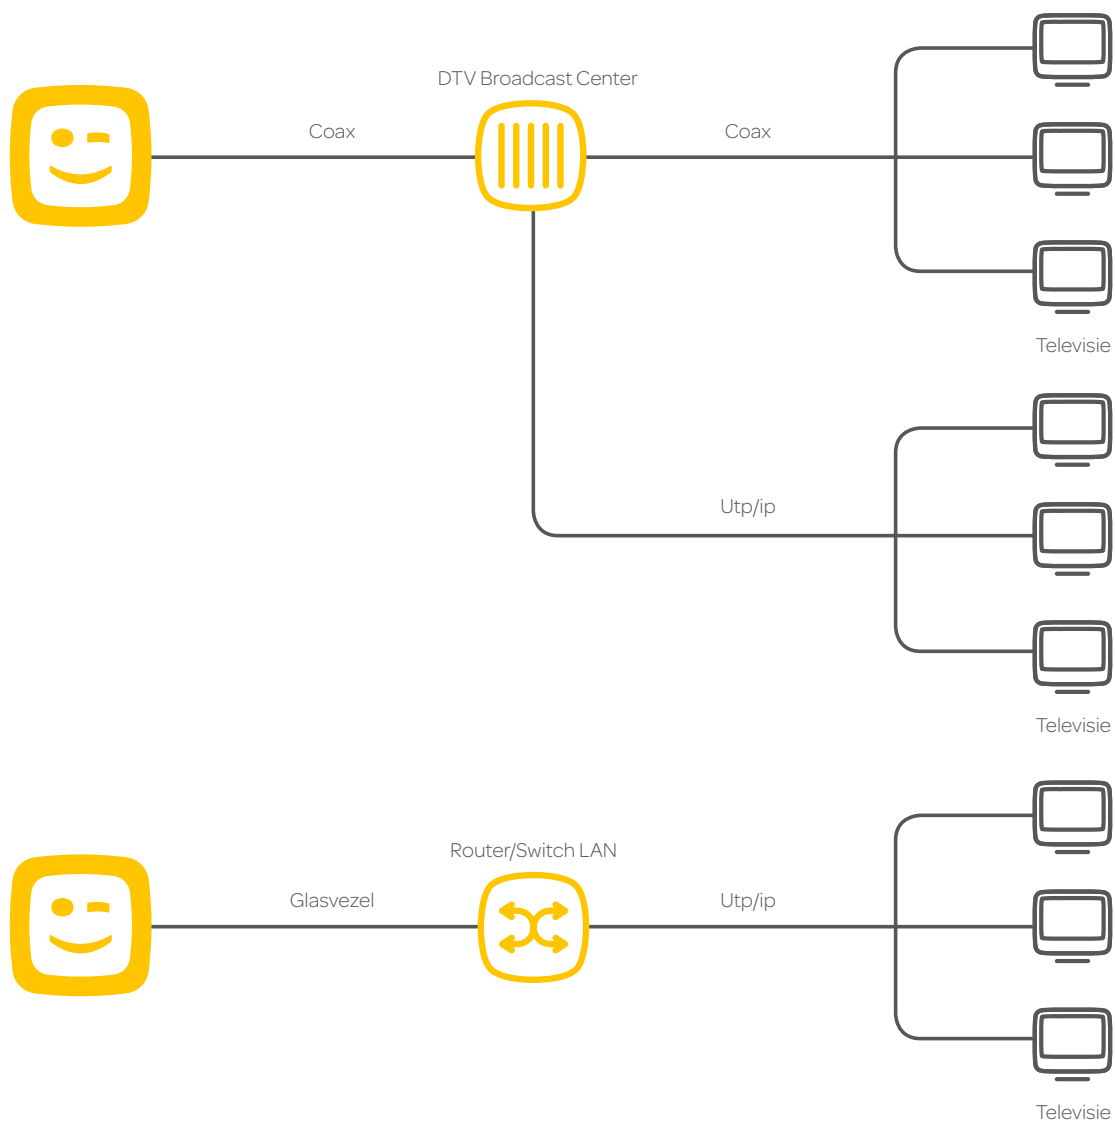 DTV Broadcast Center
Coax
Coax
Televisie
Utp/ip
Televisie
Router/Switch LAN
Glasvezel
Utp/ip
Televisie